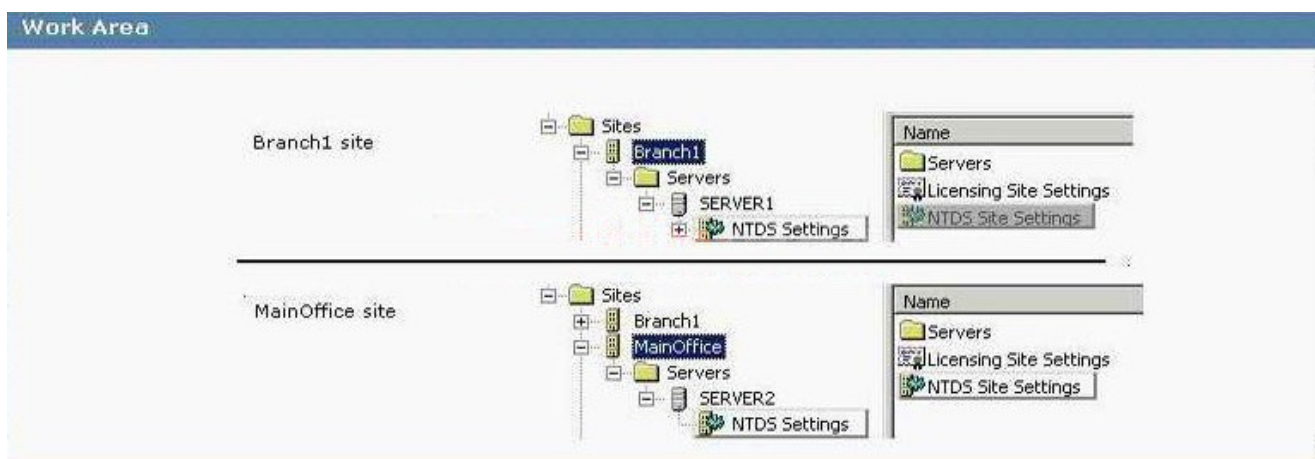 Work Area
Branch1 site
Sites
Branch1
Servers
SERVER1
NTDS Settings
Name
Servers
Licensing Site Settings
NTDS Site Settings
MainOffice site
Sites
Branch1
MainOffice
Servers
SERVER2
NTDS Settings
Name
Servers
Licensing Site Settings
NTDS Site Settings